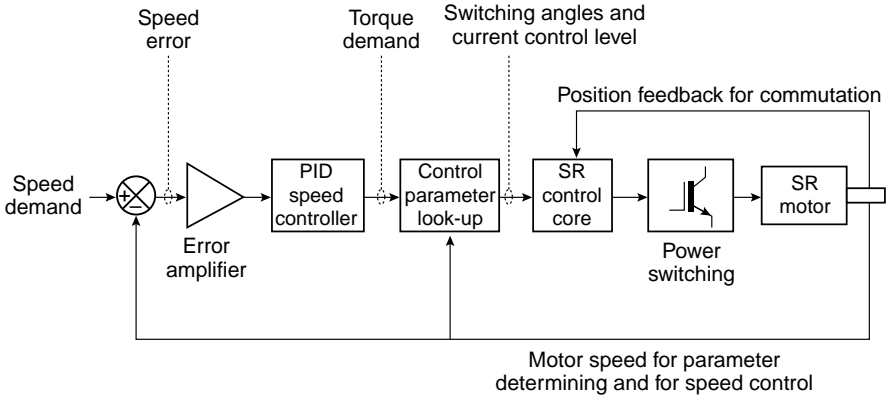 Speed
error
Torque
demand
Switching angles and
current control level
Position feedback for commutation
Speed
demand
+
−
Error
amplifier
PID
speed
controller
Control
parameter
look-up
SR
control
core
Power
switching
SR
motor
Motor speed for parameter
determining and for speed control